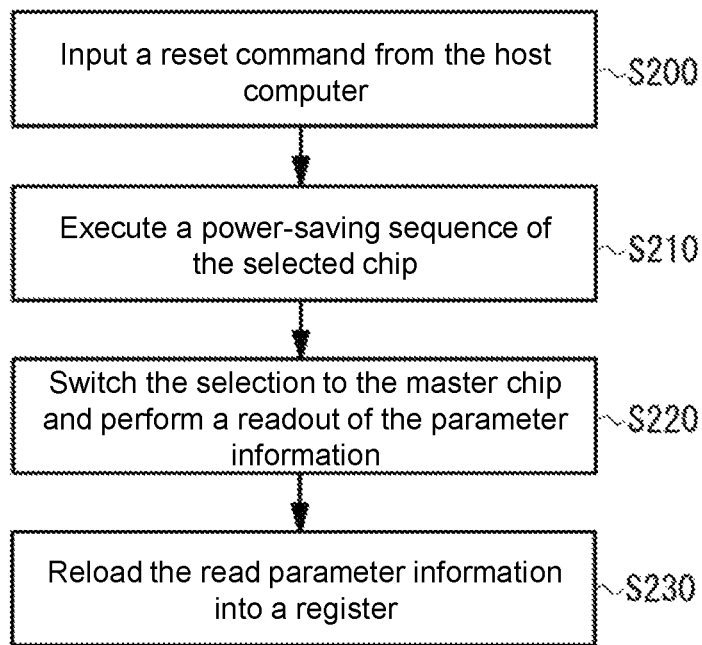 Input a reset command from the host
computer
S200
Execute a power-saving sequence of
the selected chip
S210
Switch the selection to the master chip
and perform a readout of the parameter
information
S220
Reload the read parameter information
into a register
S230